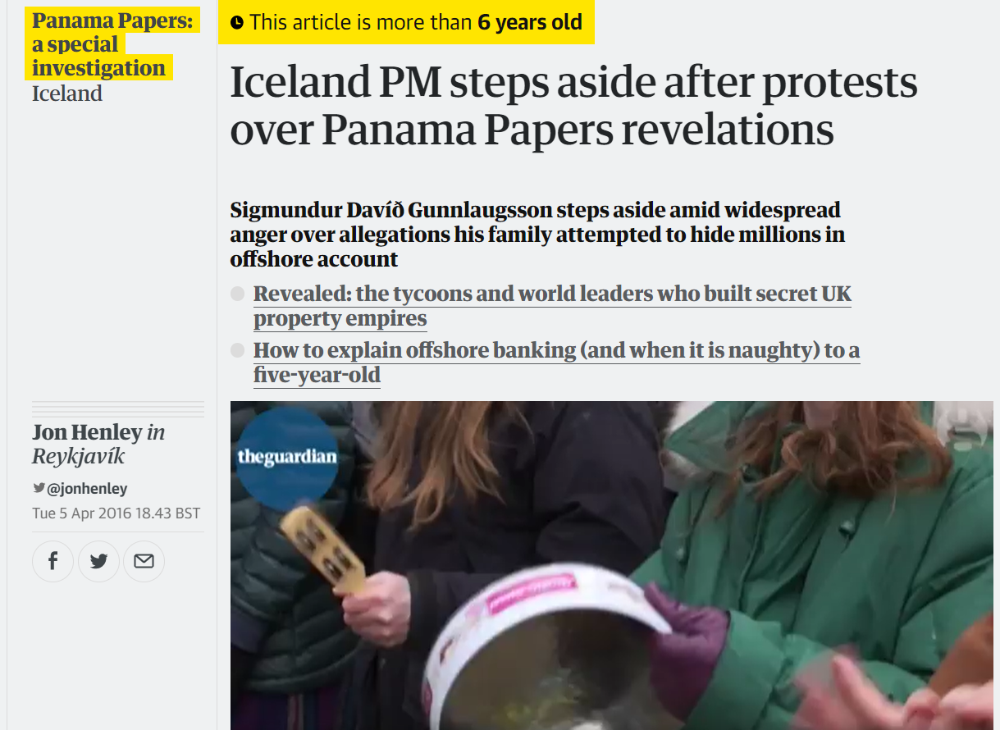 Panama Papers:
a special
investigation
Iceland
This article is more than 6 years old
Iceland PM steps aside after protests
over Panama Papers revelations
Sigmundur Davíð Gunnlaugsson steps aside amid widespread
anger over allegations his family attempted to hide millions in
offshore account
Revealed: the tycoons and world leaders who built secret UK
property empires
How to explain offshore banking (and when it is naughty) to a
five-year-old
Jon Henley in
Reykjavík
@jonhenley
Tue 5 Apr 2016 18.43 BST
theguardian